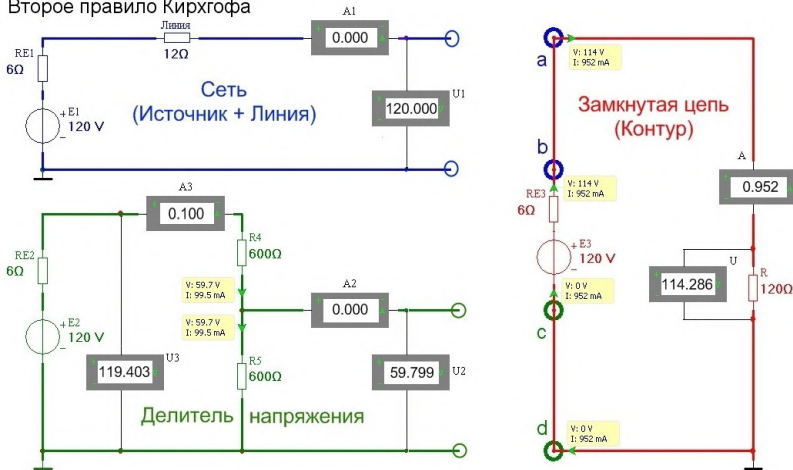 Второе правило Кирхгофа
Линия
12Ω
A1
0.000
RE1
6Ω
+ E1
120 V
Сеть
(Источник + Линия)
120.000
U1
A3
0.100
R4
600Ω
RE2
6Ω
V: 59.7 V
I: 99.5 mA
V: 59.7 V
I: 99.5 mA
A2
0.000
+ E2
120 V
119.403
U3
R5
600Ω
59.799
U2
Делитель напряжения
a
V: 114 V
I: 952 mA
Замкнутая цепь
(Контур)
b
V: 114 V
I: 952 mA
A
0.952
RE3
6Ω
+ E3
120 V
U
114.286
R
120Ω
V: 0 V
I: 952 mA
c
d
V: 0 V
I: 952 mA